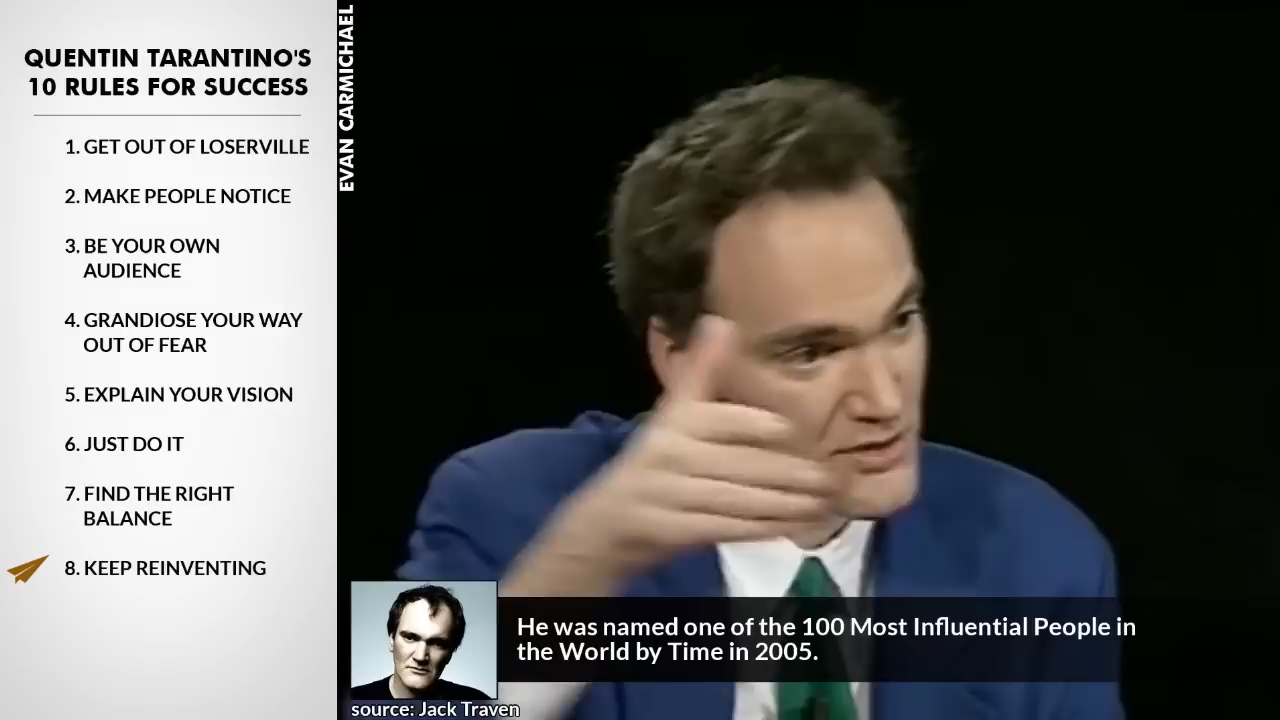 QUENTIN TARANTINO'S
10 RULES FOR SUCCESS
1. GET OUT OF LOSERVILLE
2. MAKE PEOPLE NOTICE
3. BE YOUR OWN
AUDIENCE
4. GRANDIOSE YOUR WAY
OUT OF FEAR
5. EXPLAIN YOUR VISION
6. JUST DO IT
7. FIND THE RIGHT
BALANCE
8. KEEP REINVENTING
EVAN CARMICHAEL
He was named one of the 100 Most Influential People in
the World by Time in 2005.
source: Jack Traven